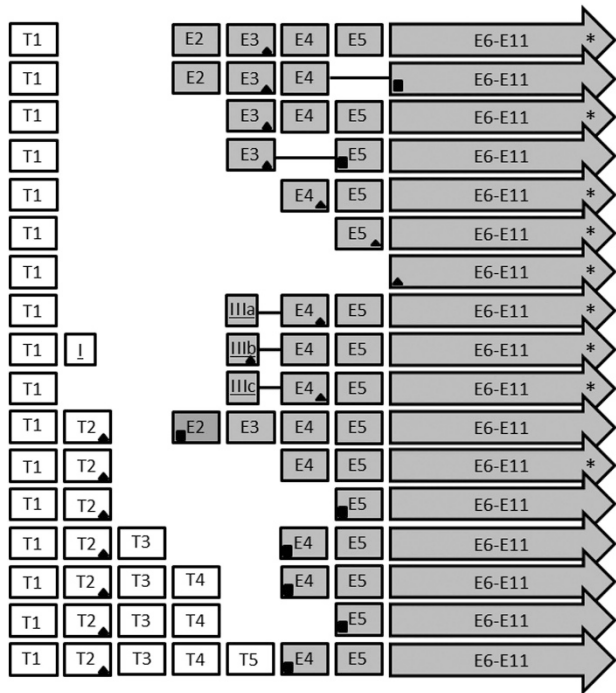 T1 E2 E3 E4 E5 E6-E11 *
T1 E2 E3 E4 E6-E11
T1 E3 E4 E5 E6-E11 *
T1 E3 E5 E6-E11
T1 E4 E5 E6-E11 *
T1 E5 E6-E11 *
T1 E6-E11 *
T1 IIIa E4 E5 E6-E11 *
T1 I IIIb E4 E5 E6-E11 *
T1 IIIc E4 E5 E6-E11 *
T1 T2 E2 E3 E4 E5 E6-E11
T1 T2 E4 E5 E6-E11 *
T1 T2 E5 E6-E11
T1 T2 T3 E4 E5 E6-E11
T1 T2 T3 T4 E4 E5 E6-E11
T1 T2 T3 T4 E5 E6-E11
T1 T2 T3 T4 T5 E4 E5 E6-E11